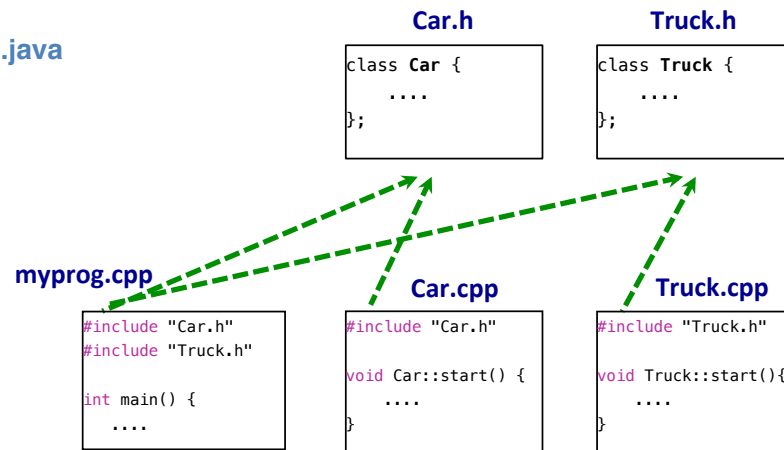 .java
Car.h
class Car {
....
};
Truck.h
class Truck {
....
};
myprog.cpp
#include "Car.h"
#include "Truck.h"
int main() {
....
Car.cpp
#include "Car.h"
void Car::start() {
....
}
Truck.cpp
#include "Truck.h"
void Truck::start(){
....
}